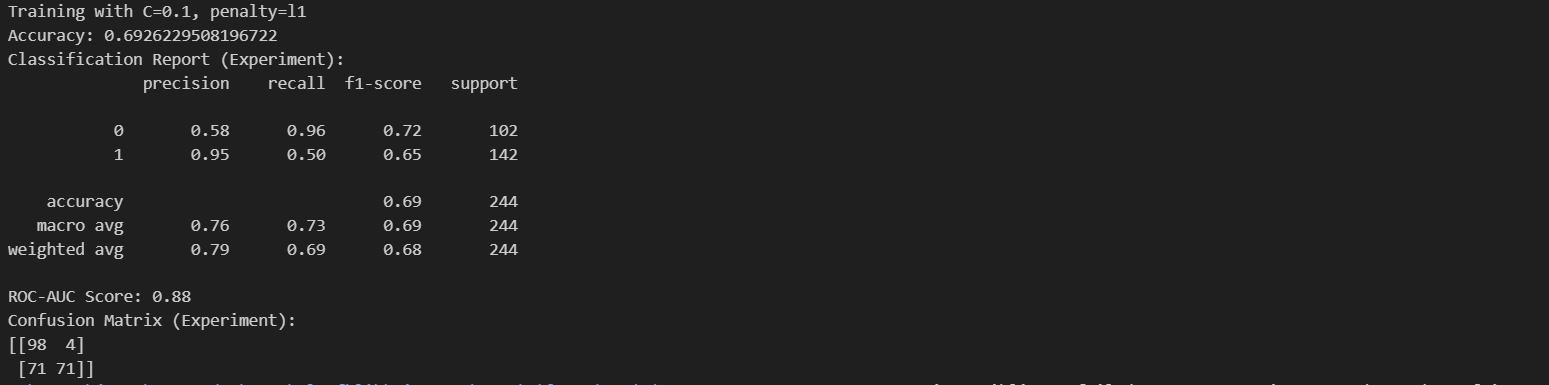 Training with C=0.1, penalty=l1
Accuracy: 0.6926229508196722
Classification Report (Experiment):
precision recall f1-score support
0 0.58 0.96 0.72 102
1 0.95 0.50 0.65 142
accuracy 0.69 244
macro avg 0.76 0.73 0.69 244
weighted avg 0.79 0.69 0.68 244
ROC-AUC Score: 0.88
Confusion Matrix (Experiment):
[[98 4]
[71 71]]